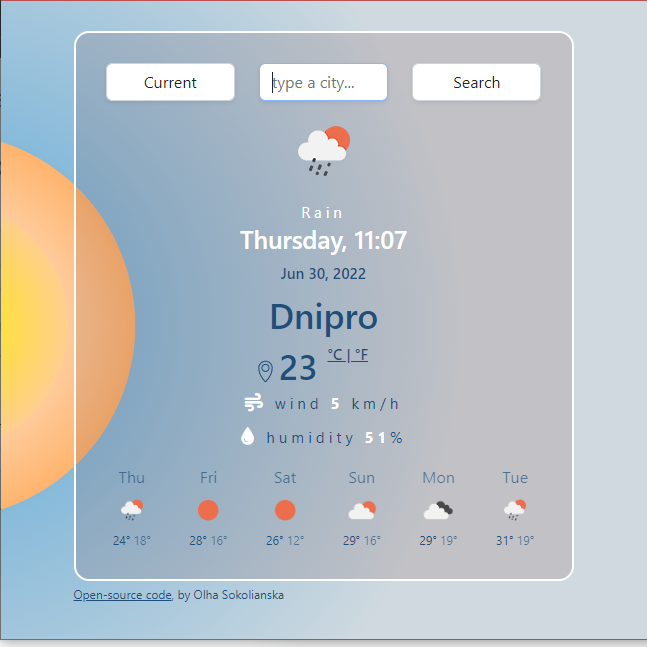 Current type a city... Search
Rain
Thursday, 11:07
Jun 30, 2022
Dnipro
23 °C | °F
wind 5 km/h
humidity 51%
Thu Fri Sat Sun Mon Tue
24° 18° 28° 16° 26° 12° 29° 16° 29° 19° 31° 19°
Open-source code, by Olha Sokolianska